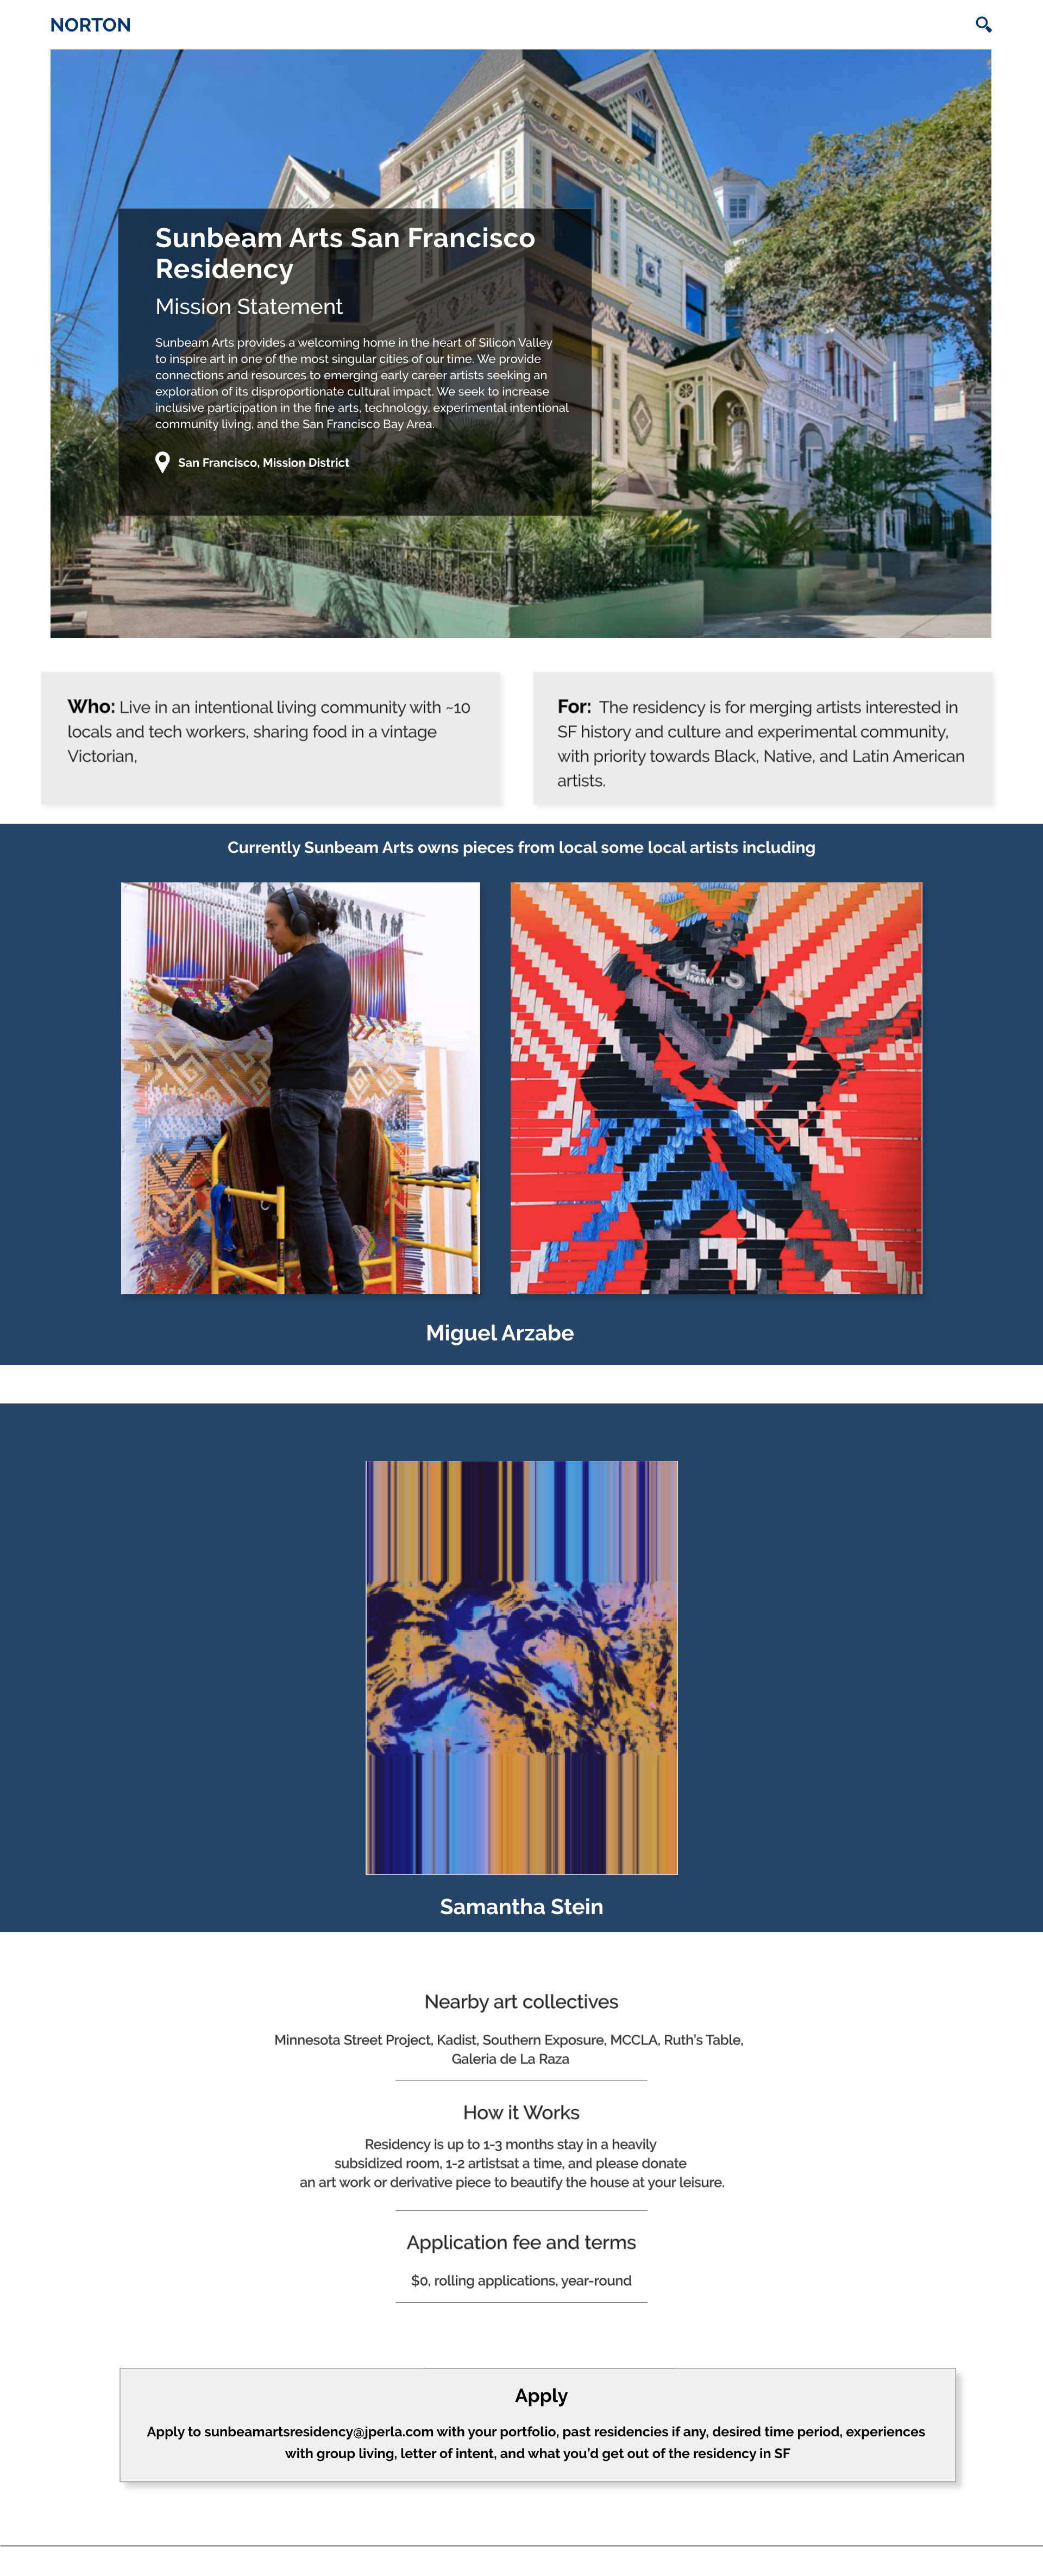 NORTON
Sunbeam Arts San Francisco
Residency
Mission Statement
Sunbeam Arts provides a welcoming home in the heart of Silicon Valley
to inspire art in one of the most singular cities of our time. We provide
connections and resources to emerging early career artists seeking an
exploration of its disproportionate cultural impact. We seek to increase
inclusive participation in the fine arts, technology, experimental intentional
community living, and the San Francisco Bay Area.
San Francisco, Mission District
Who: Live in an intentional living community with ~10
locals and tech workers, sharing food in a vintage
Victorian,
For: The residency is for merging artists interested in
SF history and culture and experimental community,
with priority towards Black, Native, and Latin American
artists.
Currently Sunbeam Arts owns pieces from local some local artists including
Miguel Arzabe
Samantha Stein
Nearby art collectives
Minnesota Street Project, Kadist, Southern Exposure, MCCLA, Ruth's Table,
Galeria de La Raza
How it Works
Residency is up to 1-3 months stay in a heavily
subsidized room, 1-2 artistsat a time, and please donate
an art work or derivative piece to beautify the house at your leisure.
Application fee and terms
$0, rolling applications, year-round
Apply
Apply to sunbeamartsresidency@jperla.com with your portfolio, past residencies if any, desired time period, experiences
with group living, letter of intent, and what you'd get out of the residency in SF